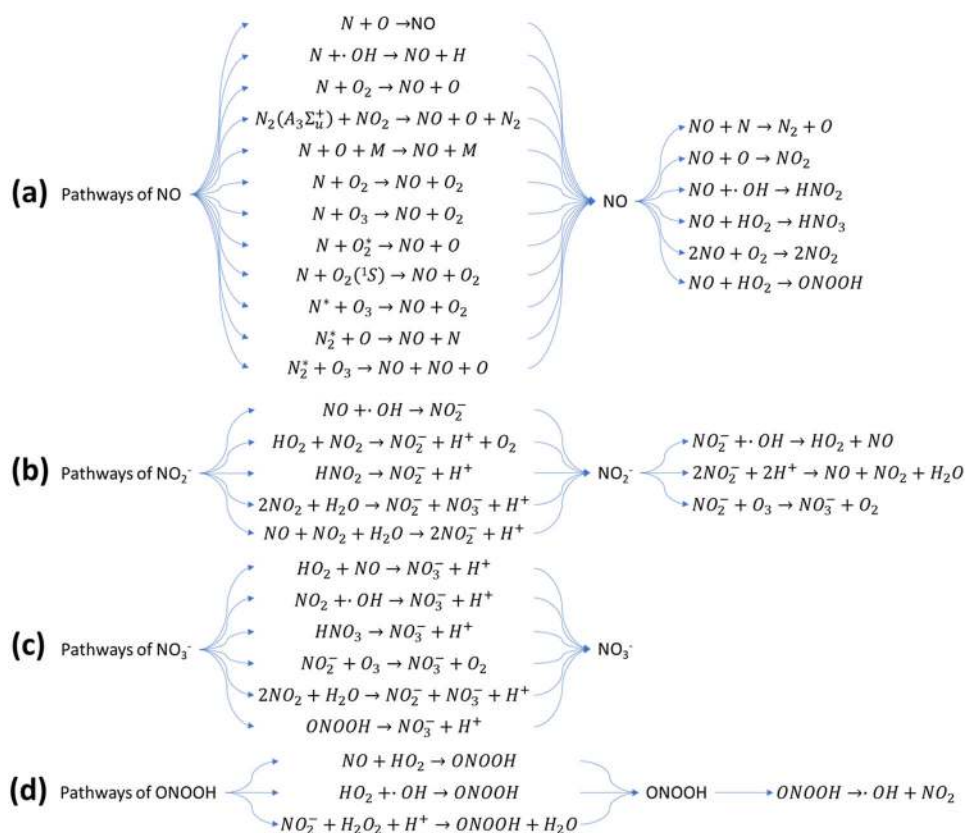 N + O → NO
N + · OH → NO + H
N + O₂ → NO + O
N₂(A₃Σᵤ⁺) + NO₂ → NO + O + N₂
N + O + M → NO + M
N + O₂ → NO + O₂
N + O₃ → NO + O₂
N + O₂* → NO + O
N + O₂(¹S) → NO + O₂
N* + O₃ → NO + O₂
N₂* + O → NO + N
N₂* + O₃ → NO + NO + O
(a) Pathways of NO
NO
NO + N → N₂ + O
NO + O → NO₂
NO + · OH → HNO₂
NO + HO₂ → HNO₃
2NO + O₂ → 2NO₂
NO + HO₂ → ONOOH
(b) Pathways of NO₂⁻
NO + · OH → NO₂⁻
HO₂ + NO₂ → NO₂⁻ + H⁺ + O₂
HNO₂ → NO₂⁻ + H⁺
2NO₂ + H₂O → NO₂⁻ + NO₃⁻ + H⁺
NO + NO₂ + H₂O → 2NO₂⁻ + H⁺
NO₂⁻
NO₂⁻ + · OH → HO₂ + NO
2NO₂⁻ + 2H⁺ → NO + NO₂ + H₂O
NO₂⁻ + O₃ → NO₃⁻ + O₂
(c) Pathways of NO₃⁻
HO₂ + NO → NO₃⁻ + H⁺
NO₂ + · OH → NO₃⁻ + H⁺
HNO₃ → NO₃⁻ + H⁺
NO₂⁻ + O₃ → NO₃⁻ + O₂
2NO₂ + H₂O → NO₂⁻ + NO₃⁻ + H⁺
ONOOH → NO₃⁻ + H⁺
NO₃⁻
(d) Pathways of ONOOH
NO + HO₂ → ONOOH
HO₂ + · OH → ONOOH
NO₂⁻ + H₂O₂ + H⁺ → ONOOH + H₂O
ONOOH
ONOOH → · OH + NO₂